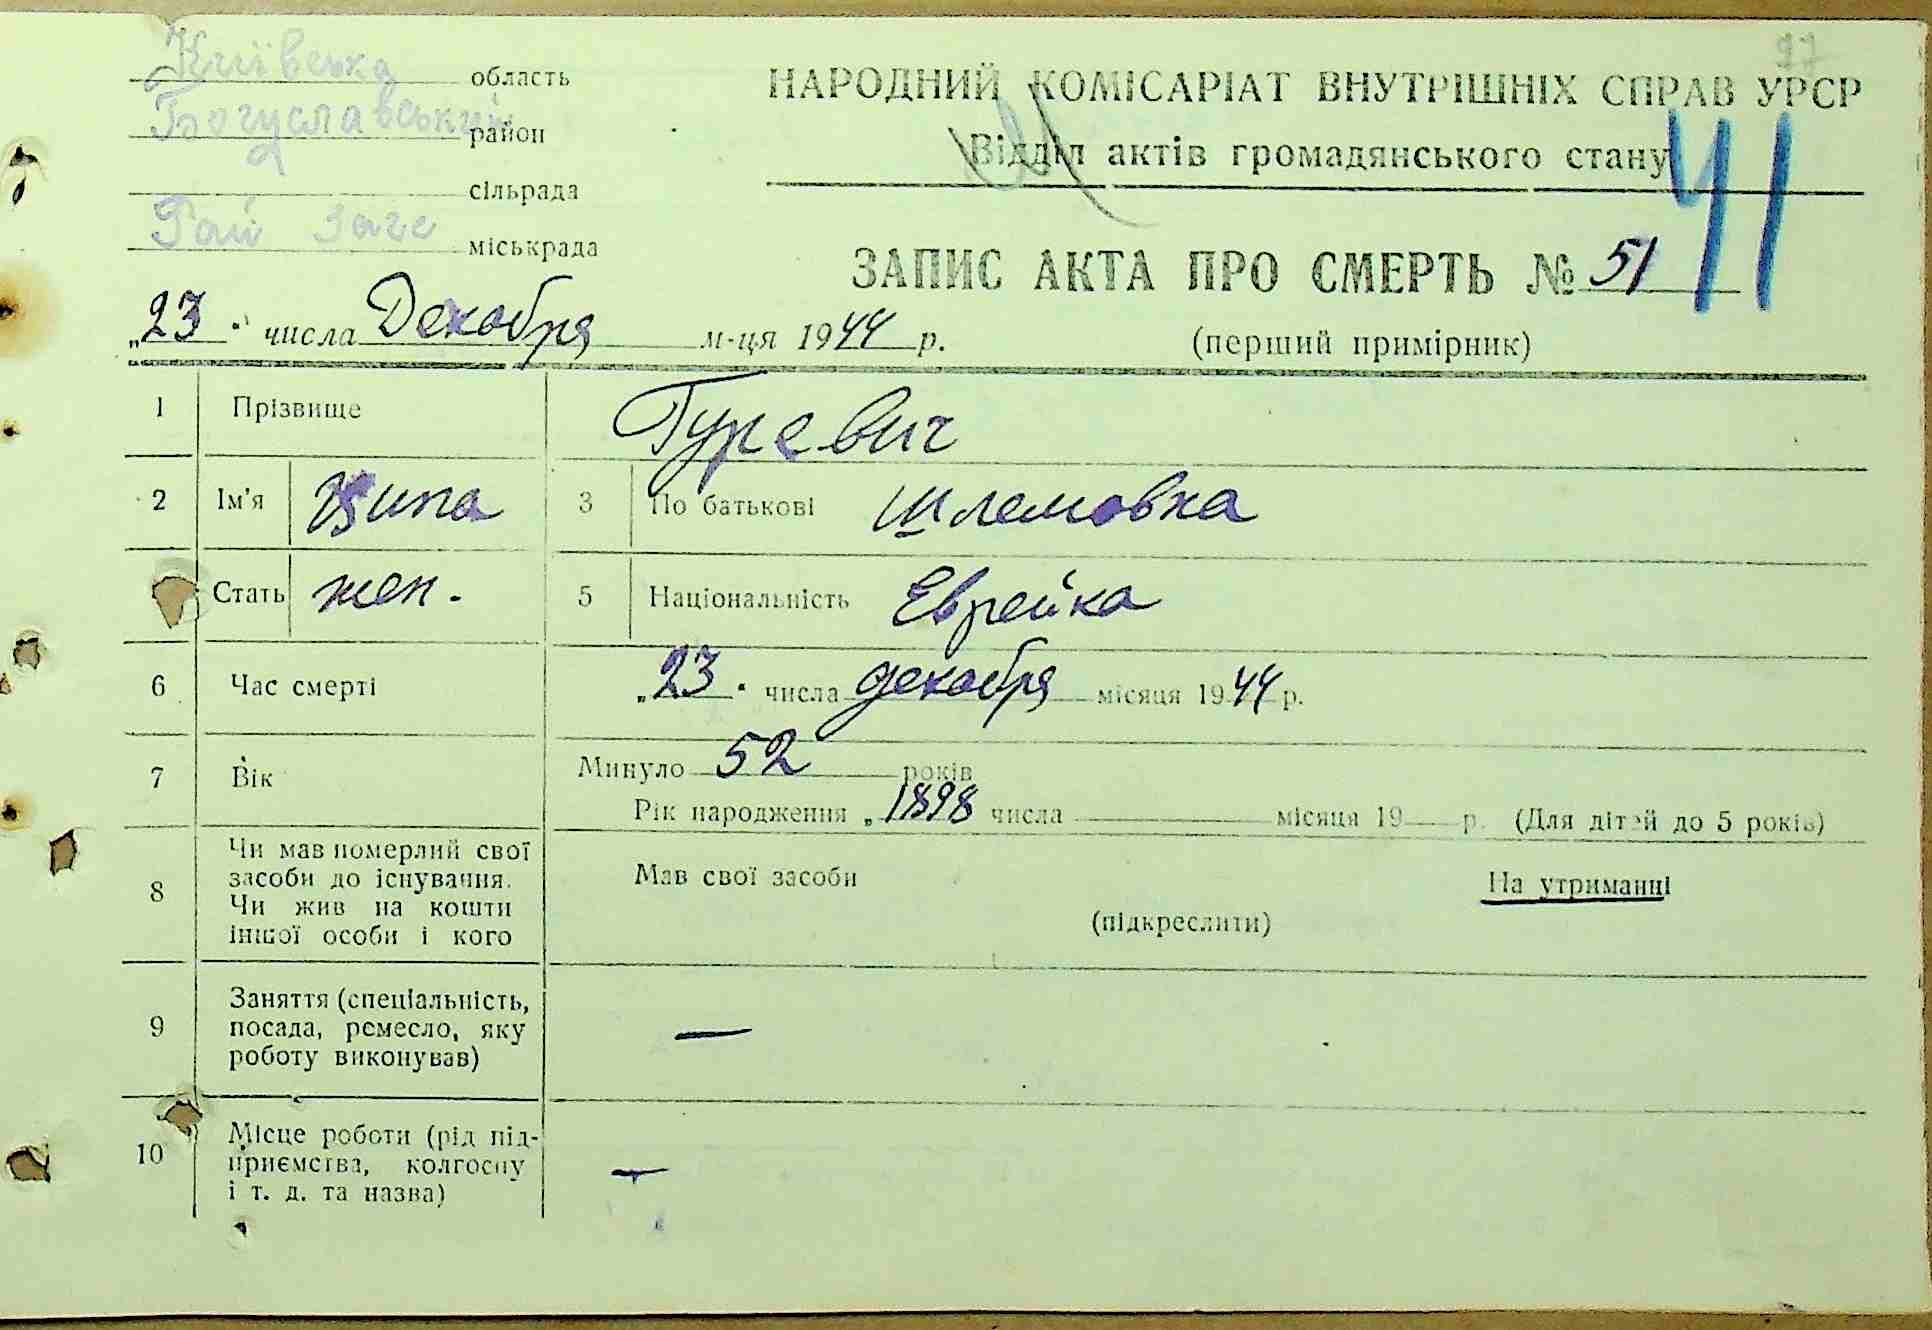 77
Київська область
Богуславський район
сільрада
Рай Загс міськрада
НАРОДНИЙ КОМІСАРІАТ ВНУТРІШНІХ СПРАВ УРСР
Відділ актів громадянського стану
41
ЗАПИС АКТА ПРО СМЕРТЬ № 51
„23" числа Декабря м-ця 1944 р.
(перший примірник)
1 Прізвище Гуревич
2 Ім'я Ципа 3 По батькові Шлемовна
Стать жен. 5 Національність Еврейка
6 Час смерті „23" числа декабря місяця 1944 р.
7 Вік Минуло 52 років
Рік народження „1898 числа місяця 19 р. (Для дітей до 5 років)
8 Чи мав померлий свої
засоби до існування.
Чи жив на кошти
іншої особи і кого
Мав свої засоби На утриманні
(підкреслити)
9 Заняття (спеціальність,
посада, ремесло, яку
роботу виконував) —
10 Місце роботи (рід під-
приємства, колгоспу
і т. д. та назва) —